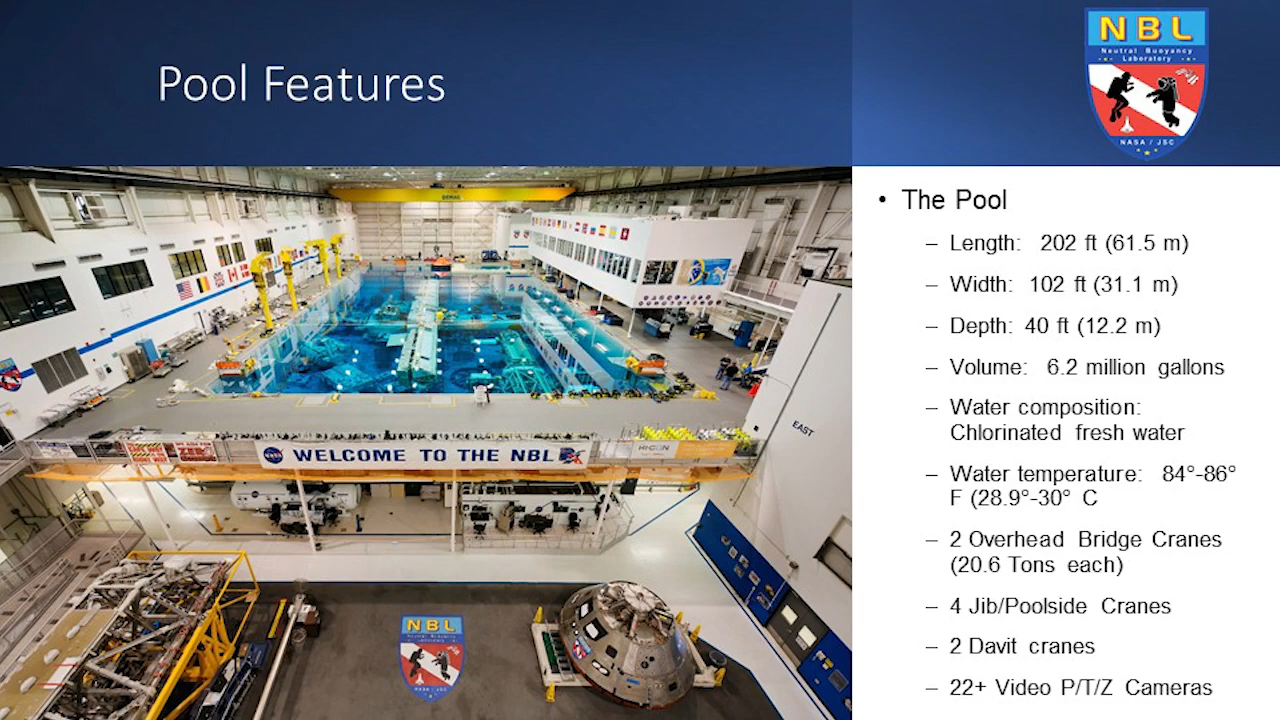 Pool Features
NBL
Neutral Buoyancy
Laboratory
NASA / JSC
DEMAG
EAST
WELCOME TO THE NBL
NBL
NASA / JSC
• The Pool
– Length: 202 ft (61.5 m)
– Width: 102 ft (31.1 m)
– Depth: 40 ft (12.2 m)
– Volume: 6.2 million gallons
– Water composition:
Chlorinated fresh water
– Water temperature: 84°-86°
F (28.9°-30° C
– 2 Overhead Bridge Cranes
(20.6 Tons each)
– 4 Jib/Poolside Cranes
– 2 Davit cranes
– 22+ Video P/T/Z Cameras